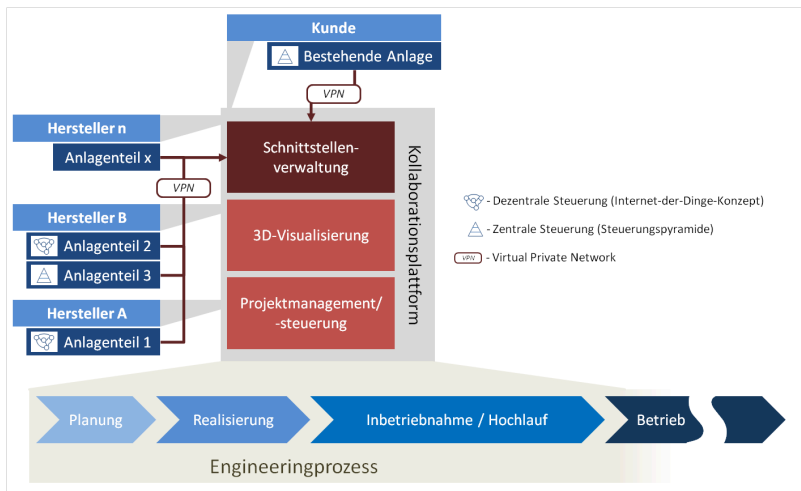 Kunde
Bestehende Anlage
VPN
Hersteller n
Anlagenteil x
VPN
Hersteller B
Anlagenteil 2
Anlagenteil 3
Hersteller A
Anlagenteil 1
Schnittstellen-
verwaltung
3D-Visualisierung
Projektmanagement/
-steuerung
Kollaborationsplattform
- Dezentrale Steuerung (Internet-der-Dinge-Konzept)
- Zentrale Steuerung (Steuerungspyramide)
VPN - Virtual Private Network
Planung
Realisierung
Inbetriebnahme / Hochlauf
Betrieb
Engineeringprozess